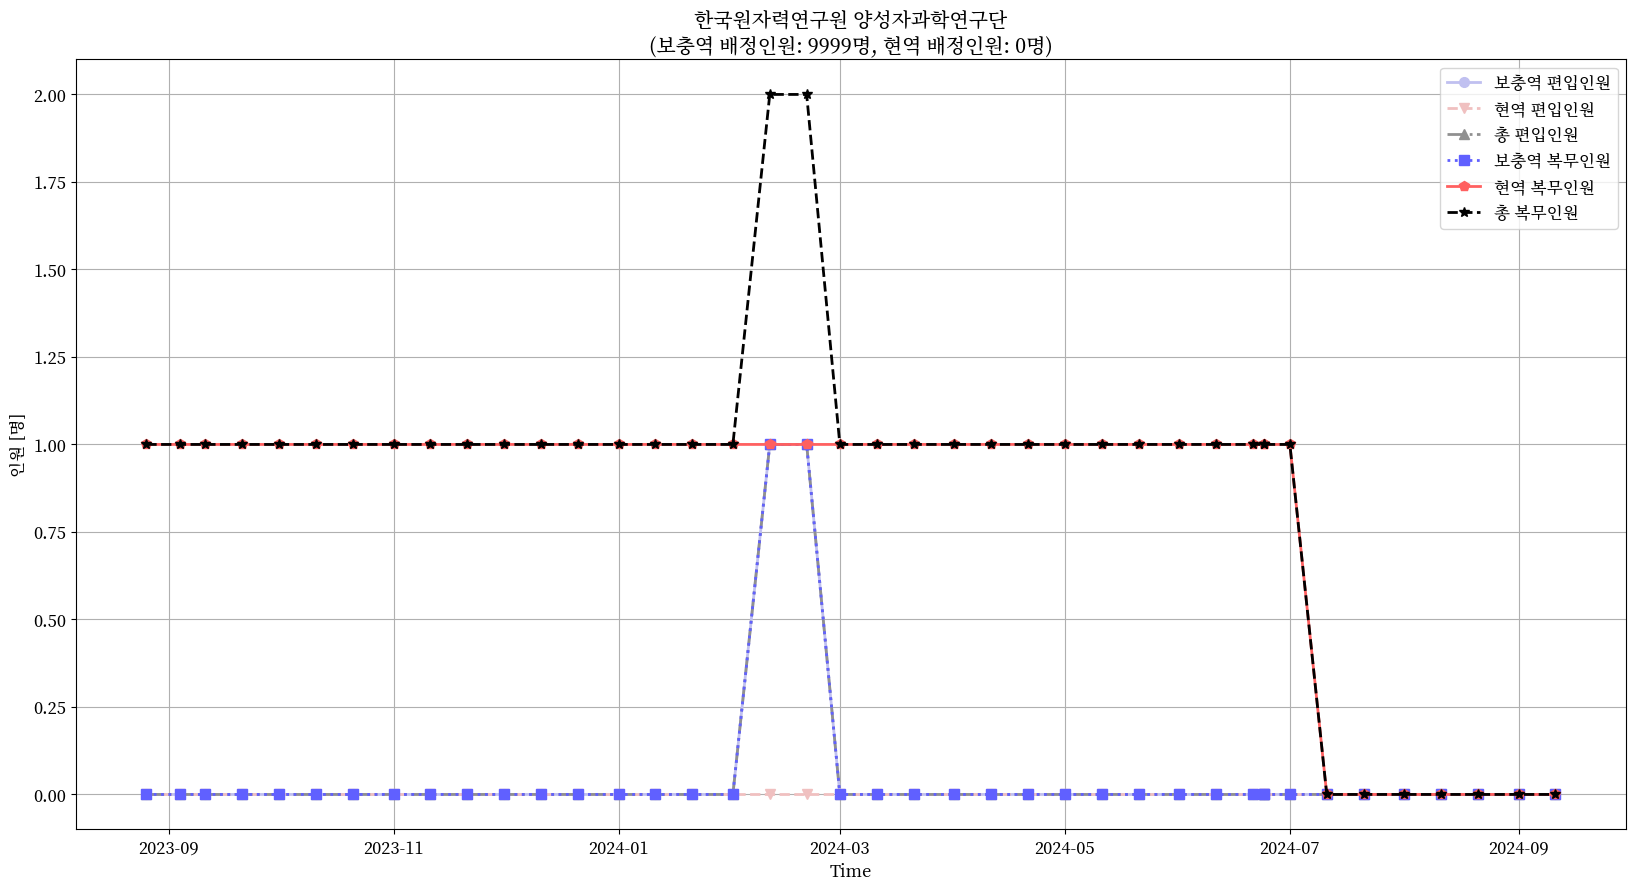 한국원자력연구원 양성자과학연구단
(보충역 배정인원: 9999명, 현역 배정인원: 0명)
보충역 편입인원
현역 편입인원
총 편입인원
보충역 복무인원
현역 복무인원
총 복무인원
인원 [명]
2.00
1.75
1.50
1.25
1.00
0.75
0.50
0.25
0.00
2023-09
2023-11
2024-01
2024-03
2024-05
2024-07
2024-09
Time